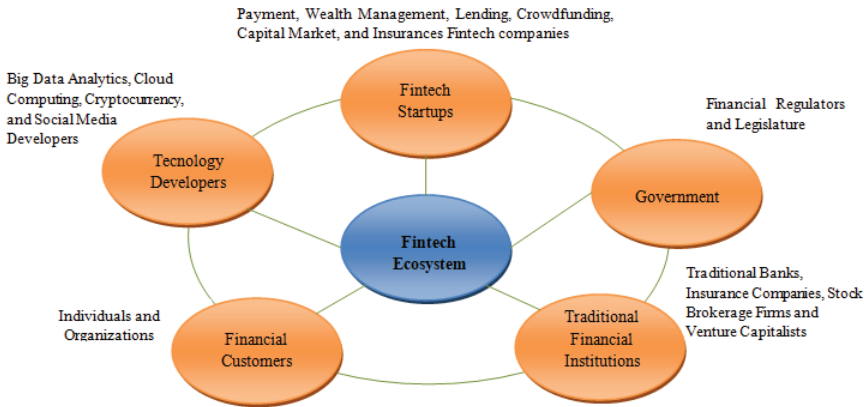 Payment, Wealth Management, Lending, Crowdfunding,
Capital Market, and Insurances Fintech companies
Big Data Analytics, Cloud
Computing, Cryptocurrency,
and Social Media
Developers
Fintech
Startups
Financial Regulators
and Legislature
Tecnology
Developers
Government
Fintech
Ecosystem
Traditional Banks,
Insurance Companies, Stock
Brokerage Firms and
Venture Capitalists
Individuals and
Organizations
Financial
Customers
Traditional
Financial
Institutions